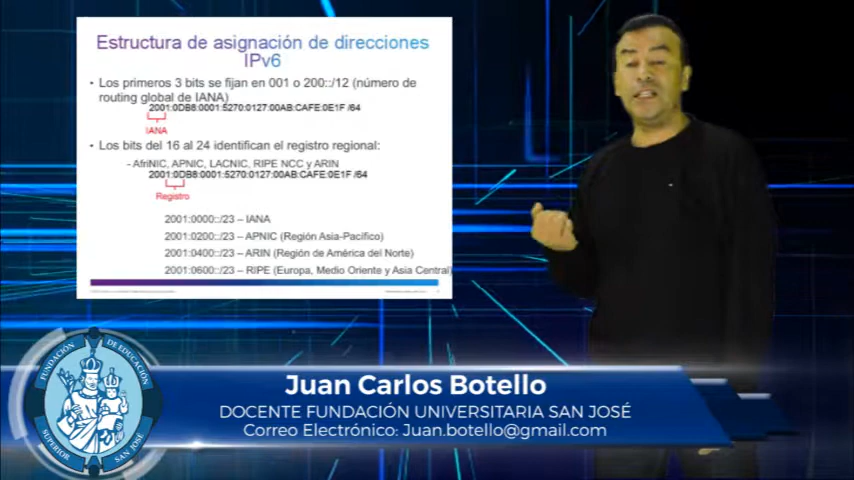 Estructura de asignación de direcciones
IPv6
• Los primeros 3 bits se fijan en 001 o 200::/12 (número de
routing global de IANA)
2001:0DB8:0001:5270:0127:00AB:CAFE:0E1F /64
IANA
• Los bits del 16 al 24 identifican el registro regional:
- AfriNIC, APNIC, LACNIC, RIPE NCC y ARIN
2001:0DB8:0001:5270:0127:00AB:CAFE:0E1F /64
Registro
2001:0000::/23 – IANA
2001:0200::/23 – APNIC (Región Asia-Pacífico)
2001:0400::/23 – ARIN (Región de América del Norte)
2001:0600::/23 – RIPE (Europa, Medio Oriente y Asia Central)
FUNDACIÓN DE EDUCACIÓN
SUPERIOR SAN JOSÉ
Juan Carlos Botello
DOCENTE FUNDACIÓN UNIVERSITARIA SAN JOSÉ
Correo Electrónico: Juan.botello@gmail.com